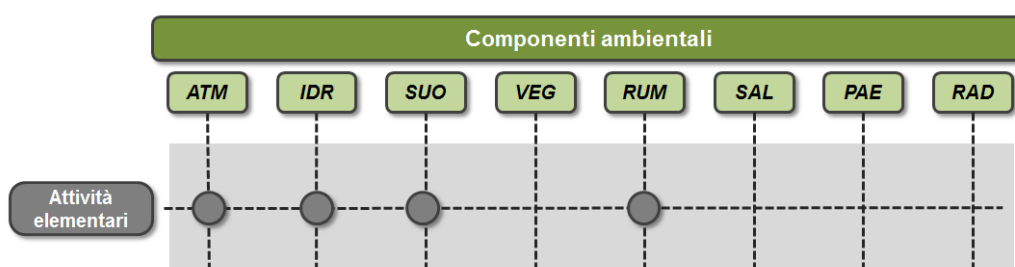 Componenti ambientali
ATM IDR SUO VEG RUM SAL PAE RAD
Attività
elementari